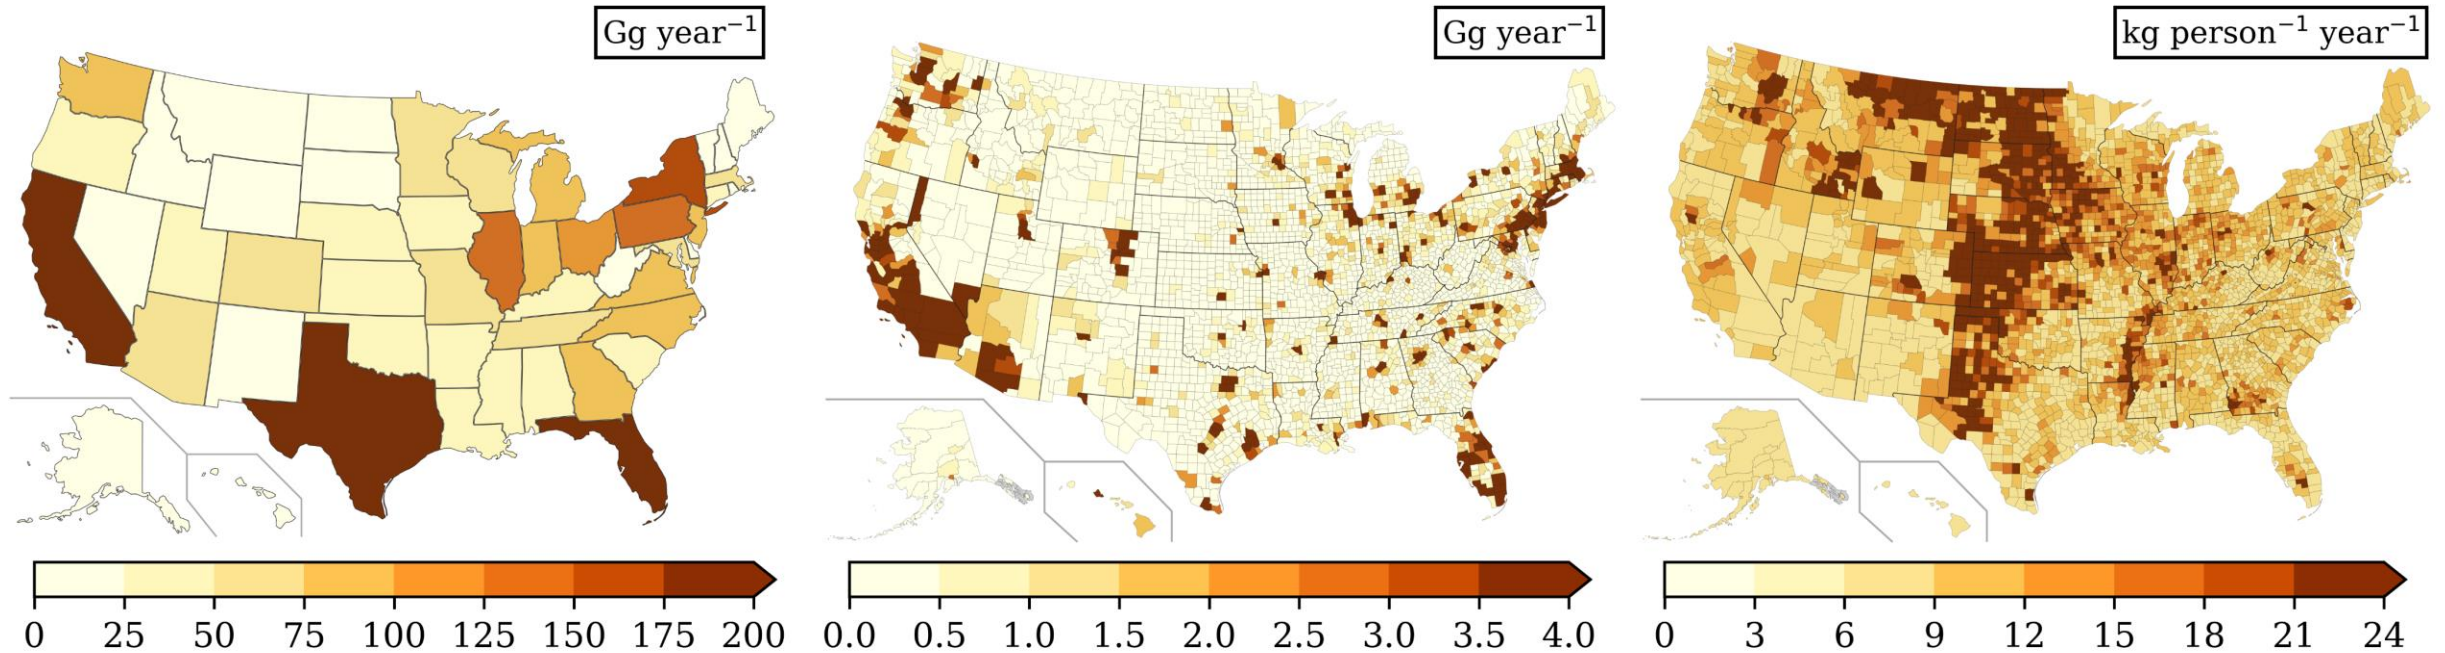 Gg year⁻¹
Gg year⁻¹
kg person⁻¹ year⁻¹
0 25 50 75 100 125 150 175 200
0.0 0.5 1.0 1.5 2.0 2.5 3.0 3.5 4.0
0 3 6 9 12 15 18 21 24